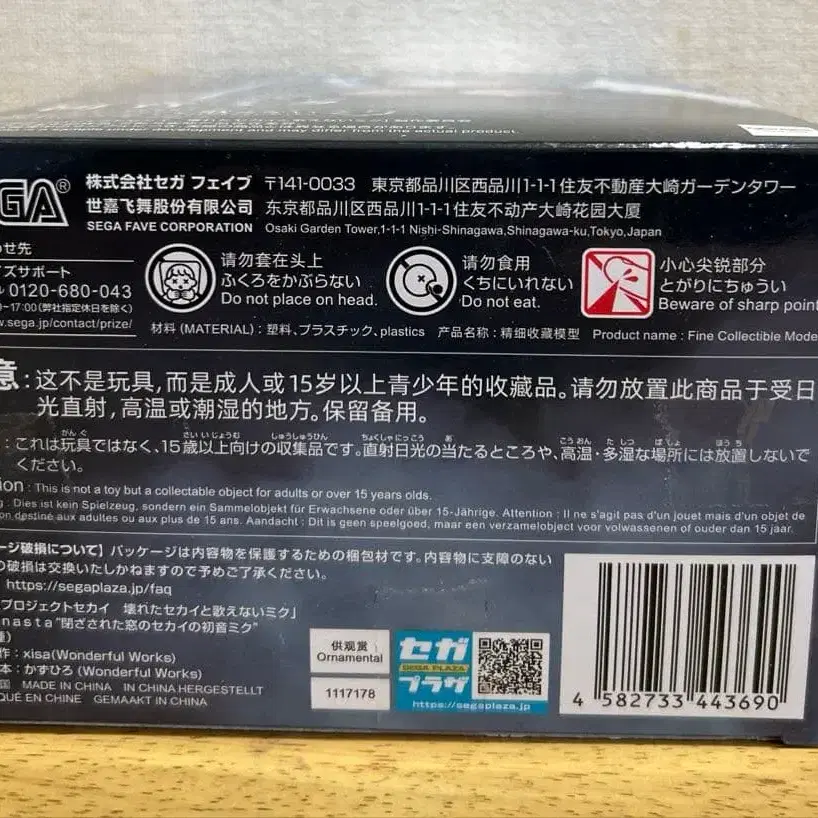 and may differ from the actual product.
GA®
株式会社セガ フェイブ 〒141-0033 東京都品川区西品川1-1-1住友不動産大崎ガーデンタワー
世嘉飞舞股份有限公司 东京都品川区西品川1-1-1住友不动产大崎花园大厦
SEGA FAVE CORPORATION Osaki Garden Tower,1-1-1 Nishi-Shinagawa,Shinagawa-ku,Tokyo,Japan
わせ先
イズサポート
0120-680-043
~17:00(弊社指定休日を除く)
w.sega.jp/contact/prize/
请勿套在头上
ふくろをかぶらない
Do not place on head.
请勿食用
くちにいれない
Do not eat.
小心尖锐部分
とがりにちゅうい
Beware of sharp point
材料 (MATERIAL) : 塑料、プラスチック、plastics 产品名称 : 精细收藏模型 Product name : Fine Collectible Mode
意 : 这不是玩具,而是成人或15岁以上青少年的收藏品。请勿放置此商品于受日
光直射,高温或潮湿的地方。保留备用。
: これは玩具ではなく、15歳以上向けの収集品です。直射日光の当たるところや、高温・多湿な場所には放置しないで
ください。
ion : This is not a toy but a collectable object for adults or over 15 years olds.
g : Dies ist kein Spielzeug, sondern ein Sammelobjekt für Erwachsene oder über 15-Jährige. Attention : Il ne s'agit pas d'un jouet mais d'un objet de
on destiné aux adultes ou aux plus de 15 ans. Aandacht : Dit is geen speelgoed, maar een verzamelobject voor volwassenen of ouder dan 15 jaar.
ージ破損について】パッケージは内容物を保護するための梱包材です。内容物に支障のない
の破損は交換いたしかねますので予めご了承ください。
https://segaplaza.jp/faq
プロジェクトセカイ 壊れたセカイと歌えないミク」
nasta"閉ざされた窓のセカイの初音ミク"
種)
作 : xisa(Wonderful Works)
本 : かずひろ (Wonderful Works)
国 MADE IN CHINA IN CHINA HERGESTELLT
QUÉ EN CHINE GEMAAKT IN CHINA
供观赏
Ornamental
1117178
セガ
SEGA PLAZA
プラザ
https://segaplaza.jp
4 582733 443690